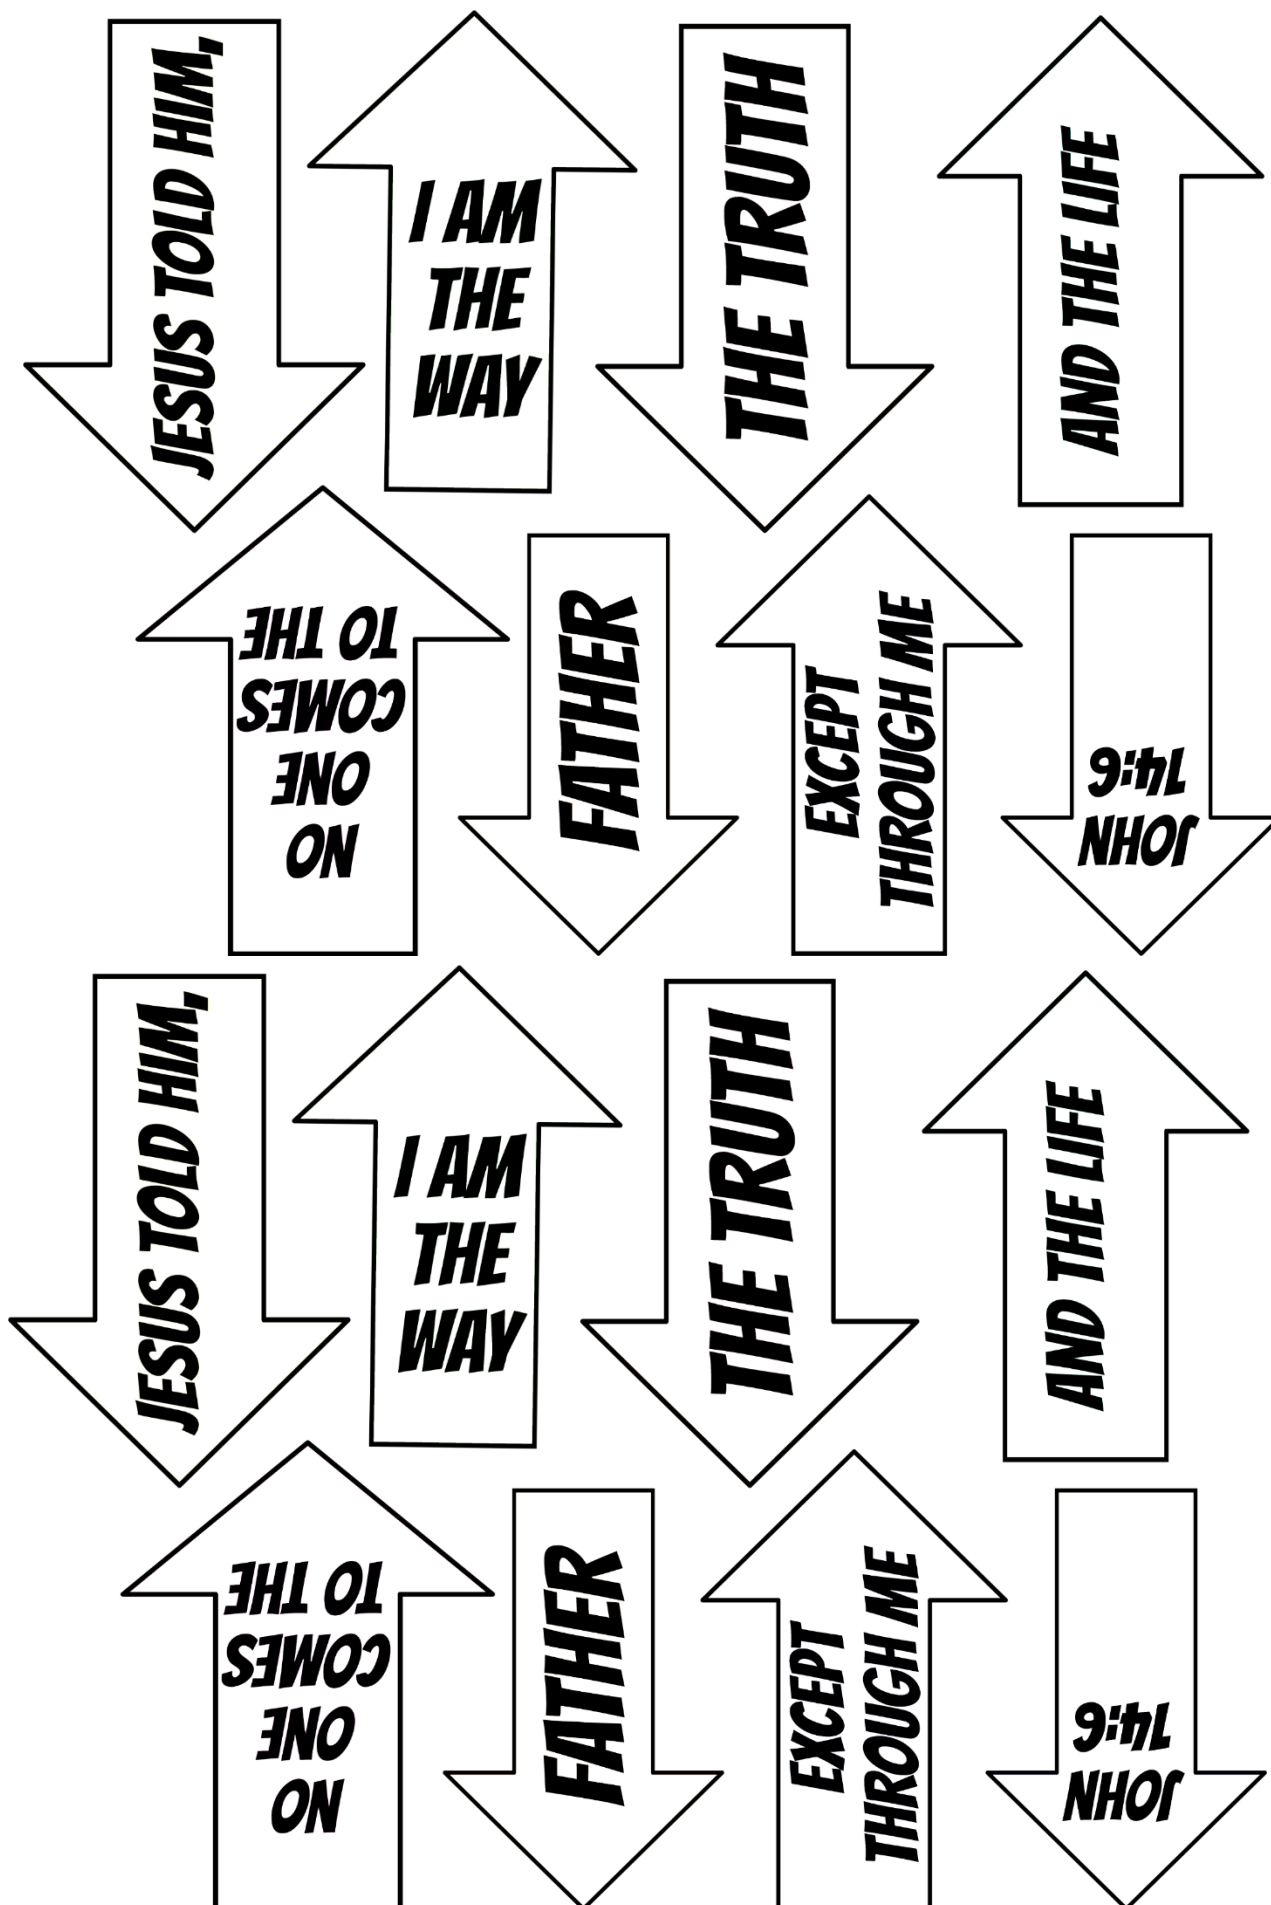 JESUS TOLD HIM,
I AM
THE
WAY
THE TRUTH
AND THE LIFE
NO
ONE
COMES
TO THE
FATHER
EXCEPT
THROUGH ME
JOHN
14:6
JESUS TOLD HIM,
I AM
THE
WAY
THE TRUTH
AND THE LIFE
NO
ONE
COMES
TO THE
FATHER
EXCEPT
THROUGH ME
JOHN
14:6